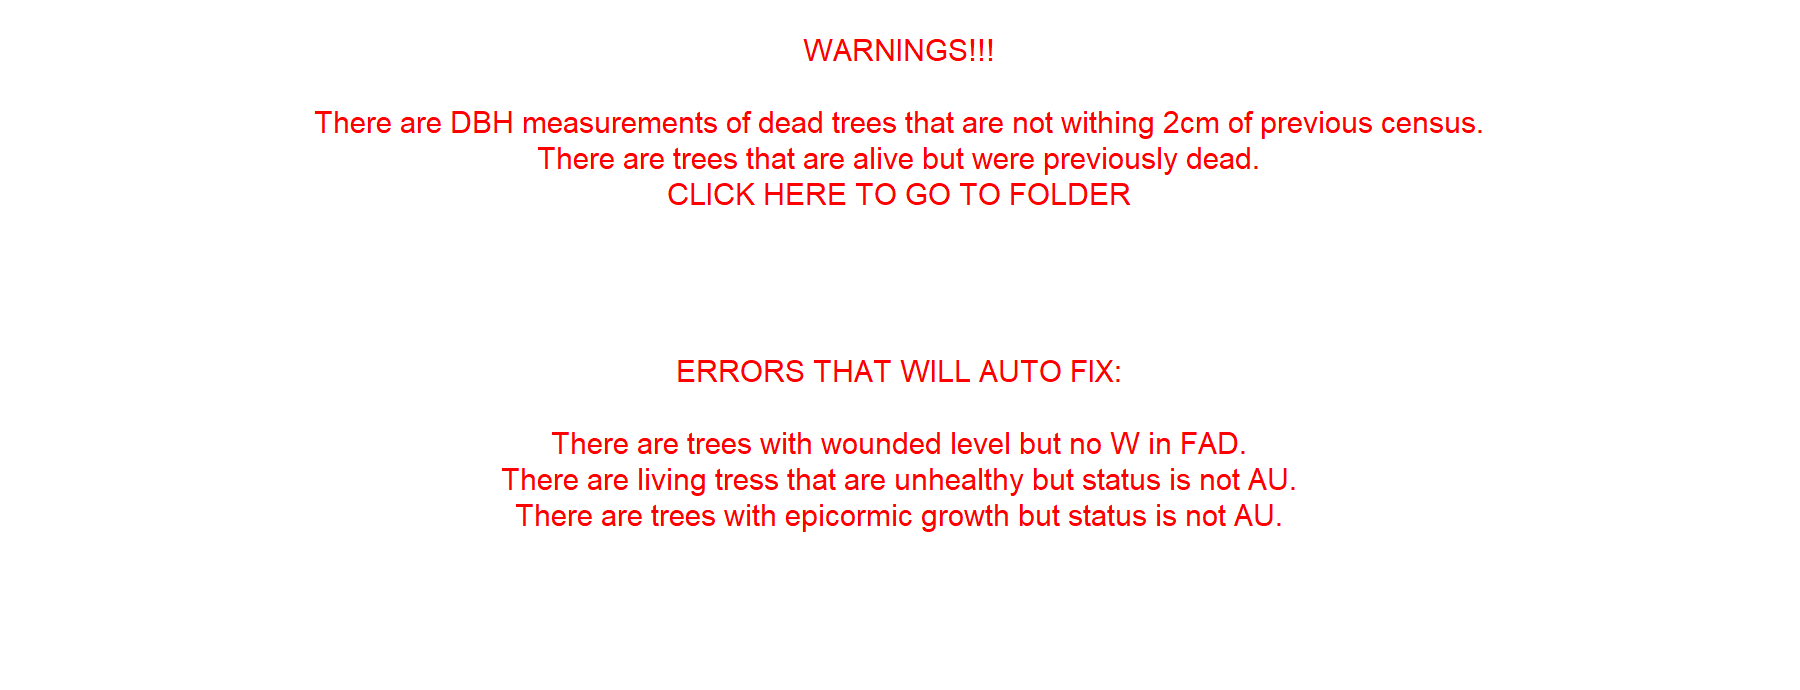 WARNINGS!!!
There are DBH measurements of dead trees that are not withing 2cm of previous census.
There are trees that are alive but were previously dead.
CLICK HERE TO GO TO FOLDER
ERRORS THAT WILL AUTO FIX:
There are trees with wounded level but no W in FAD.
There are living tress that are unhealthy but status is not AU.
There are trees with epicormic growth but status is not AU.